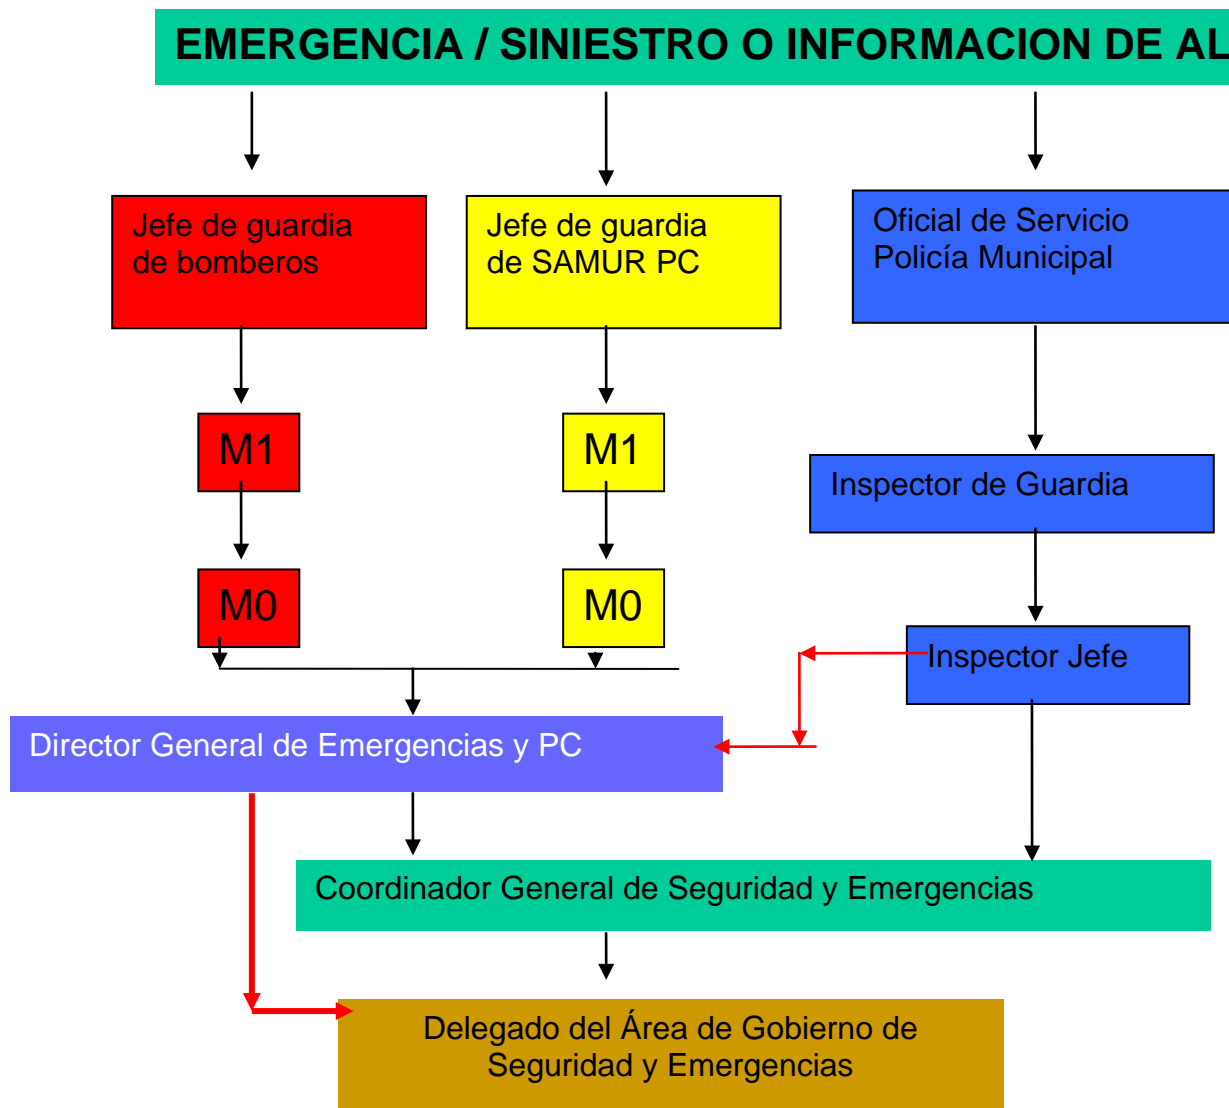 EMERGENCIA / SINIESTRO O INFORMACION DE AL
Jefe de guardia
de bomberos
Jefe de guardia
de SAMUR PC
Oficial de Servicio
Policía Municipal
M1
M1
Inspector de Guardia
M0
M0
Inspector Jefe
Director General de Emergencias y PC
Coordinador General de Seguridad y Emergencias
Delegado del Área de Gobierno de
Seguridad y Emergencias